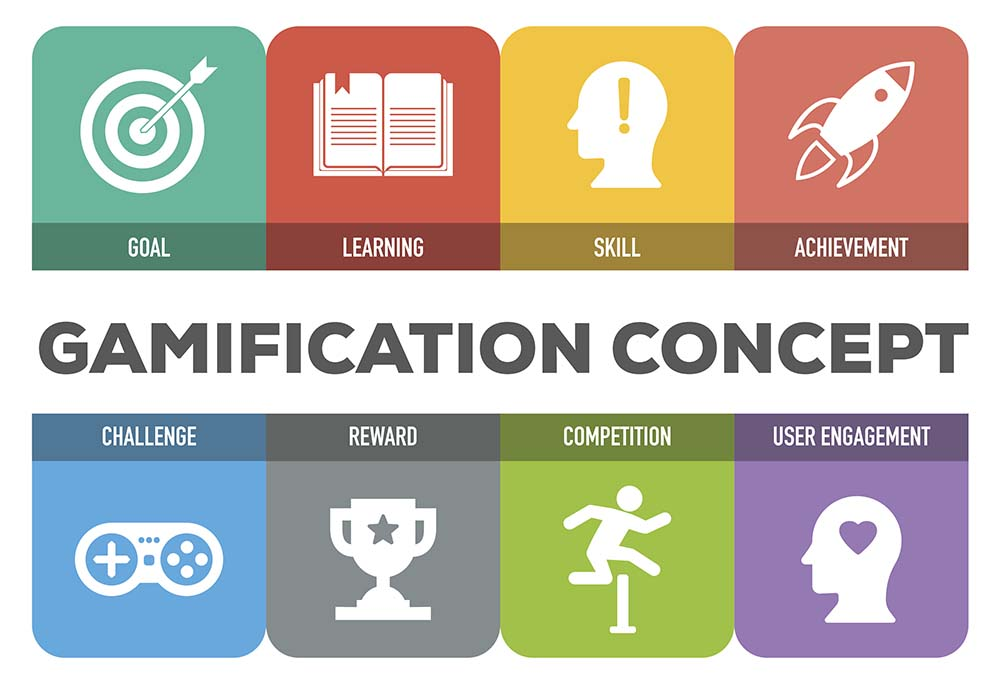 GOAL
LEARNING
SKILL
ACHIEVEMENT
GAMIFICATION CONCEPT
CHALLENGE
REWARD
COMPETITION
USER ENGAGEMENT